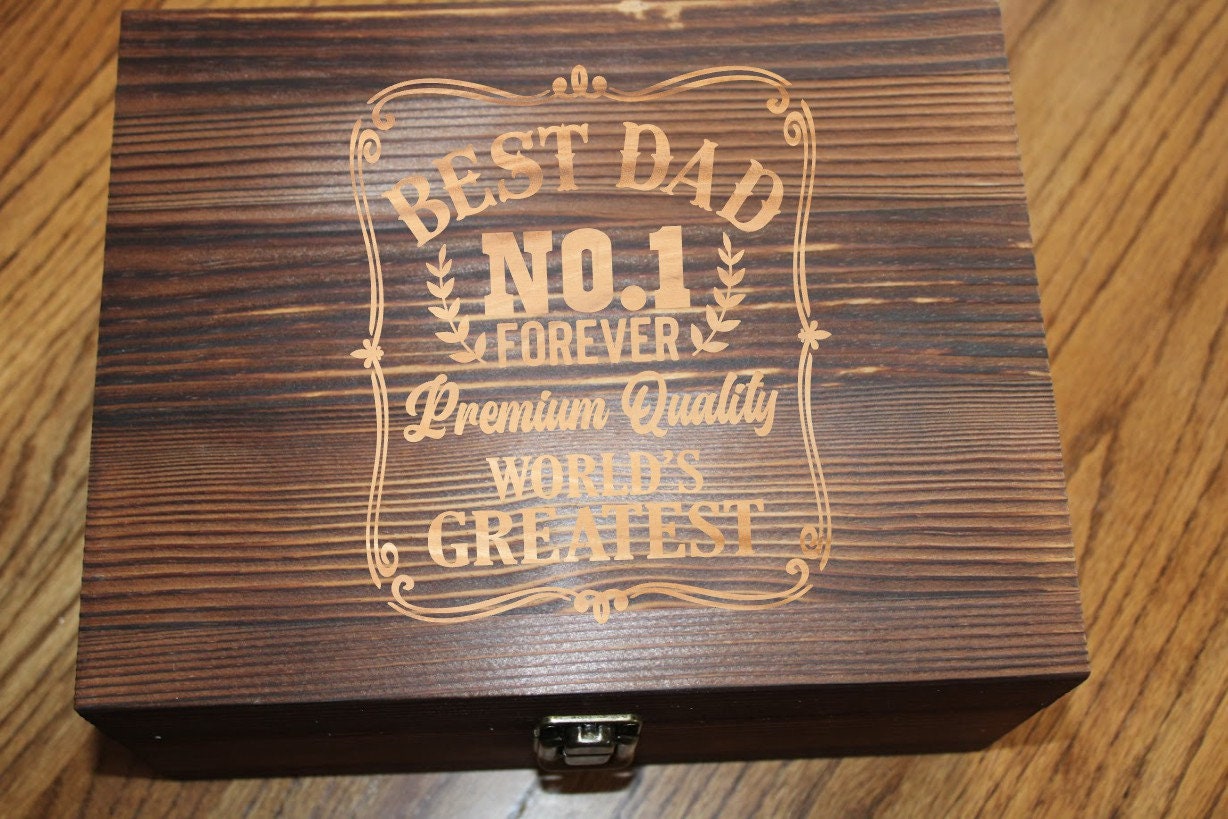 BEST DAD
NO.1
FOREVER
Premium Quality
WORLD'S
GREATEST